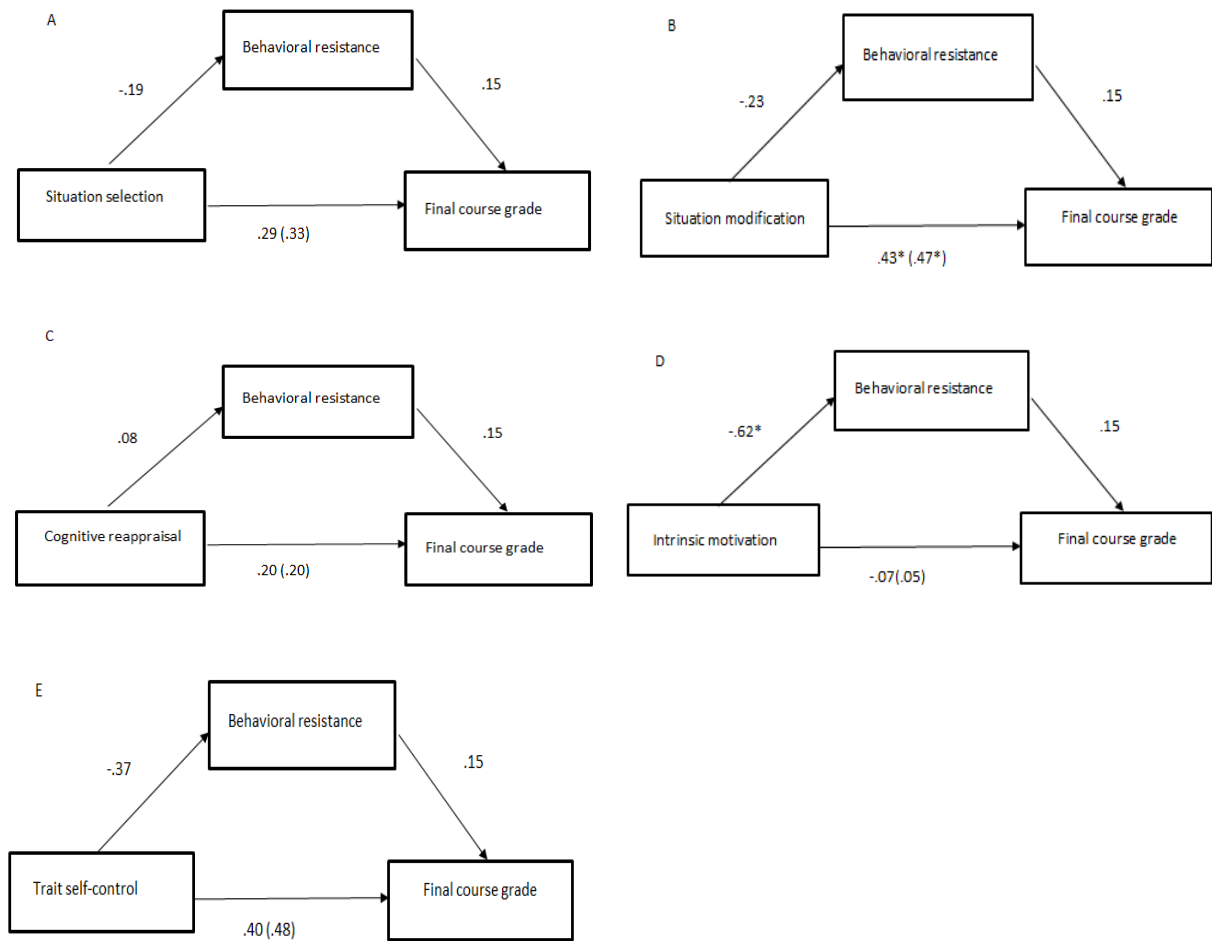 A
Behavioral resistance
-.19
.15
Situation selection
Final course grade
.29 (.33)
B
Behavioral resistance
-.23
.15
Situation modification
Final course grade
.43* (.47*)
C
Behavioral resistance
.08
.15
Cognitive reappraisal
Final course grade
.20 (.20)
D
Behavioral resistance
-.62*
.15
Intrinsic motivation
Final course grade
-.07(.05)
E
Behavioral resistance
-.37
.15
Trait self-control
Final course grade
.40 (.48)